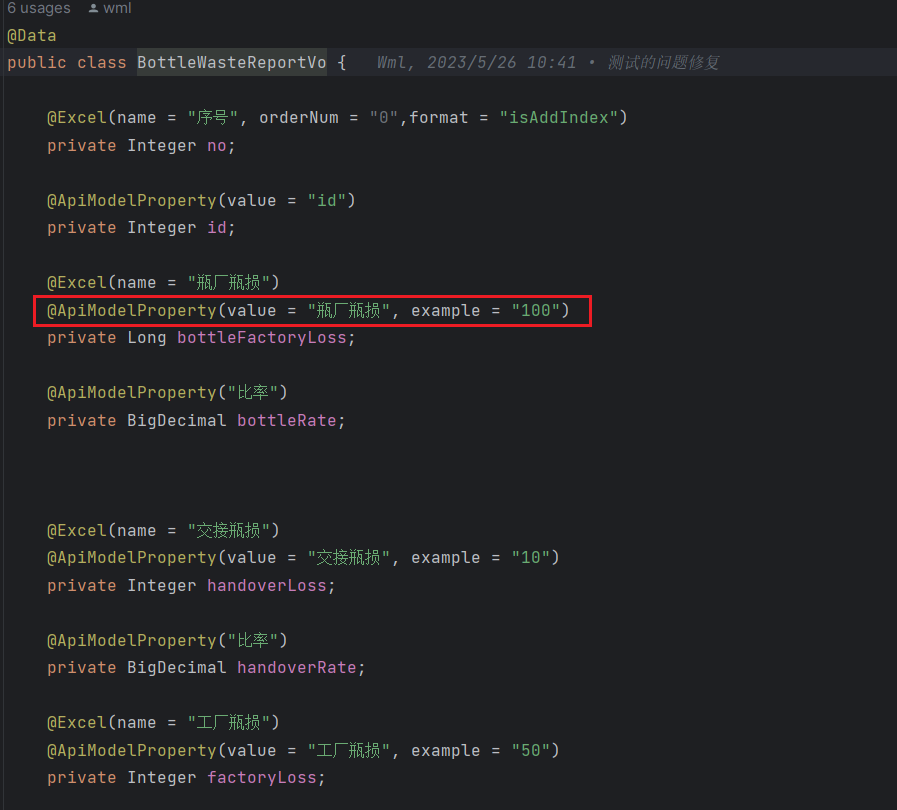 6 usages wml
@Data
public class BottleWasteReportVo { Wml, 2023/5/26 10:41 • 测试的问题修复
@Excel(name = "序号", orderNum = "0",format = "isAddIndex")
private Integer no;
@ApiModelProperty(value = "id")
private Integer id;
@Excel(name = "瓶厂瓶损")
@ApiModelProperty(value = "瓶厂瓶损", example = "100")
private Long bottleFactoryLoss;
@ApiModelProperty("比率")
private BigDecimal bottleRate;
@Excel(name = "交接瓶损")
@ApiModelProperty(value = "交接瓶损", example = "10")
private Integer handoverLoss;
@ApiModelProperty("比率")
private BigDecimal handoverRate;
@Excel(name = "工厂瓶损")
@ApiModelProperty(value = "工厂瓶损", example = "50")
private Integer factoryLoss;